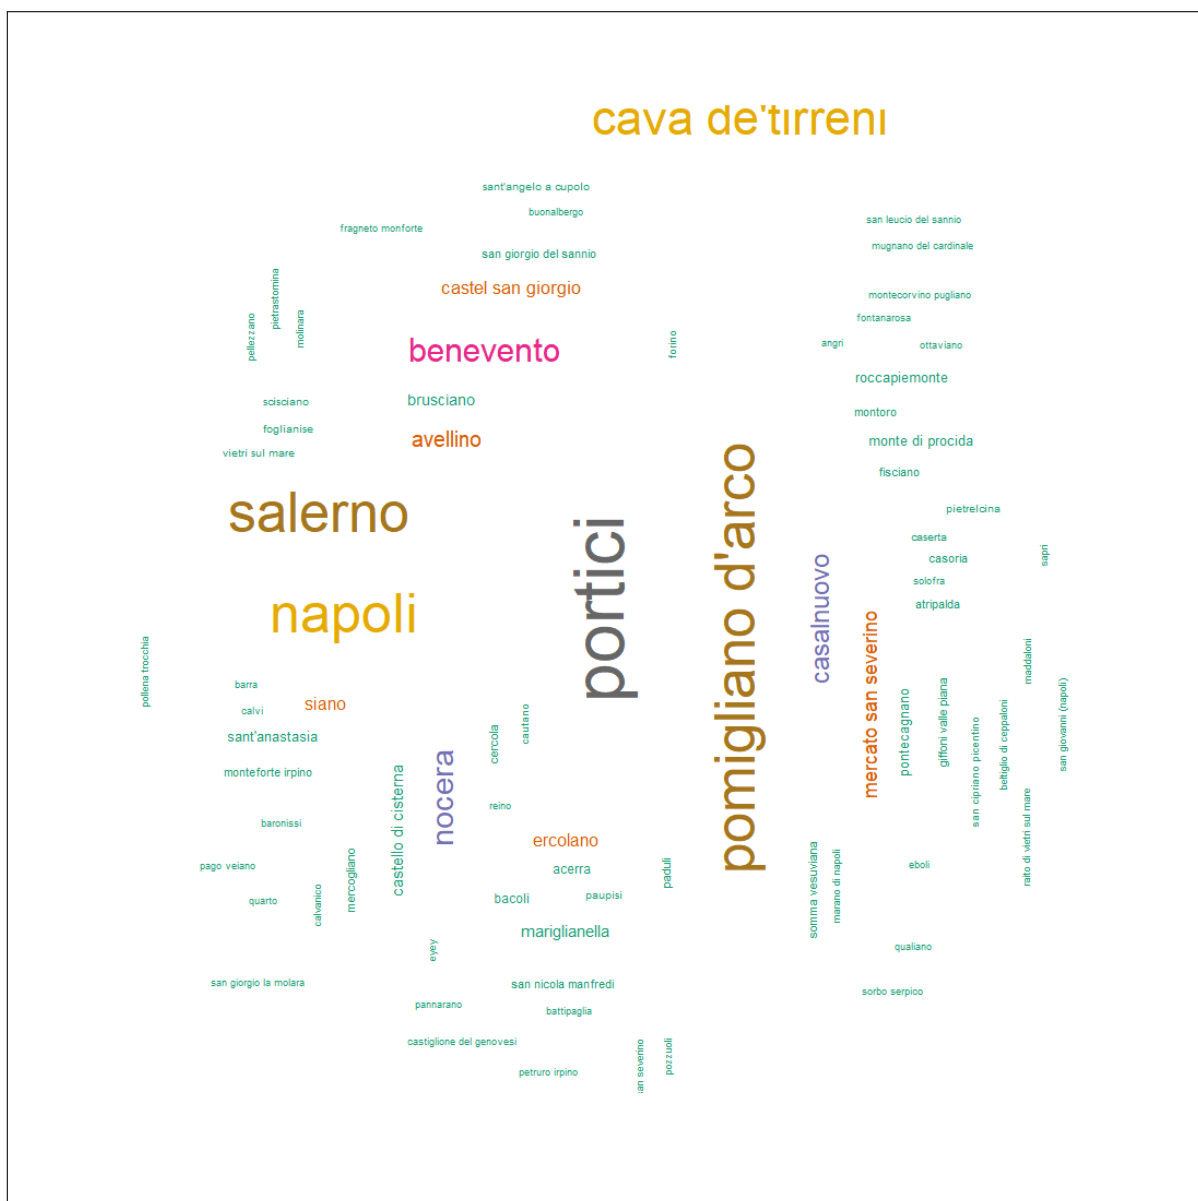 cava de'tırrenı
sant'angelo a cupolo
buonalbergo
san leucio del sannio
fragneto monforte
mugnano del cardinale
san giorgio del sannio
castel san giorgio
montecorvino pugliano
pietrastornina
molinara
pellezzano
fontanarosa
forino
angri
ottaviano
benevento
roccapiemonte
scisciano
brusciano
montoro
foglianise
avellino
monte di procida
vietri sul mare
fisciano
salerno
pietrelcina
portici
pomigliano d'arco
caserta
casoria
sapri
solofra
napoli
casalnuovo
atripalda
pollena trocchia
mercato san severino
maddaloni
barra
siano
calvi
cautano
cercola
pontecagnano
giffoni valle piana
san cipriano picentino
beltiglio di ceppaloni
san giovanni (napoli)
sant'anastasia
monteforte irpino
nocera
castello di cisterna
reino
raito di vietri sul mare
baronissi
ercolano
pago veiano
mercogliano
acerra
paduli
somma vesuviana
marano di napoli
eboli
quarto
calvanico
bacoli
paupisi
mariglianella
eyey
qualiano
san giorgio la molara
san nicola manfredi
sorbo serpico
pannarano
battipaglia
castiglione del genovesi
an severino
pozzuoli
petruro irpino